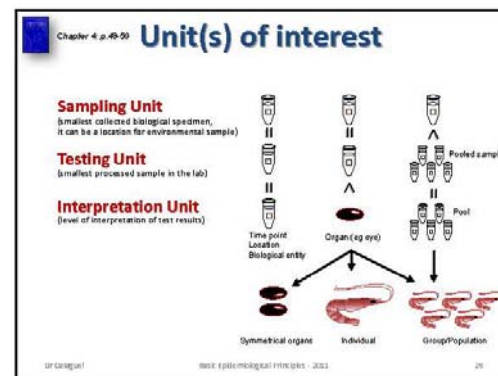 Chapter 4: p.49-50
Unit(s) of interest
Sampling Unit
(smallest collected biological specimen,
it can be a location for environmental sample)
Testing Unit
(smallest processed sample in the lab)
Interpretation Unit
(level of interpretation of test results)
Pooled sample
Time point
Location
Biological entity
Organ (eg eye)
Pool
Symmetrical organs
Individual
Group/Population
Basic Epidemiological Principles - 2011